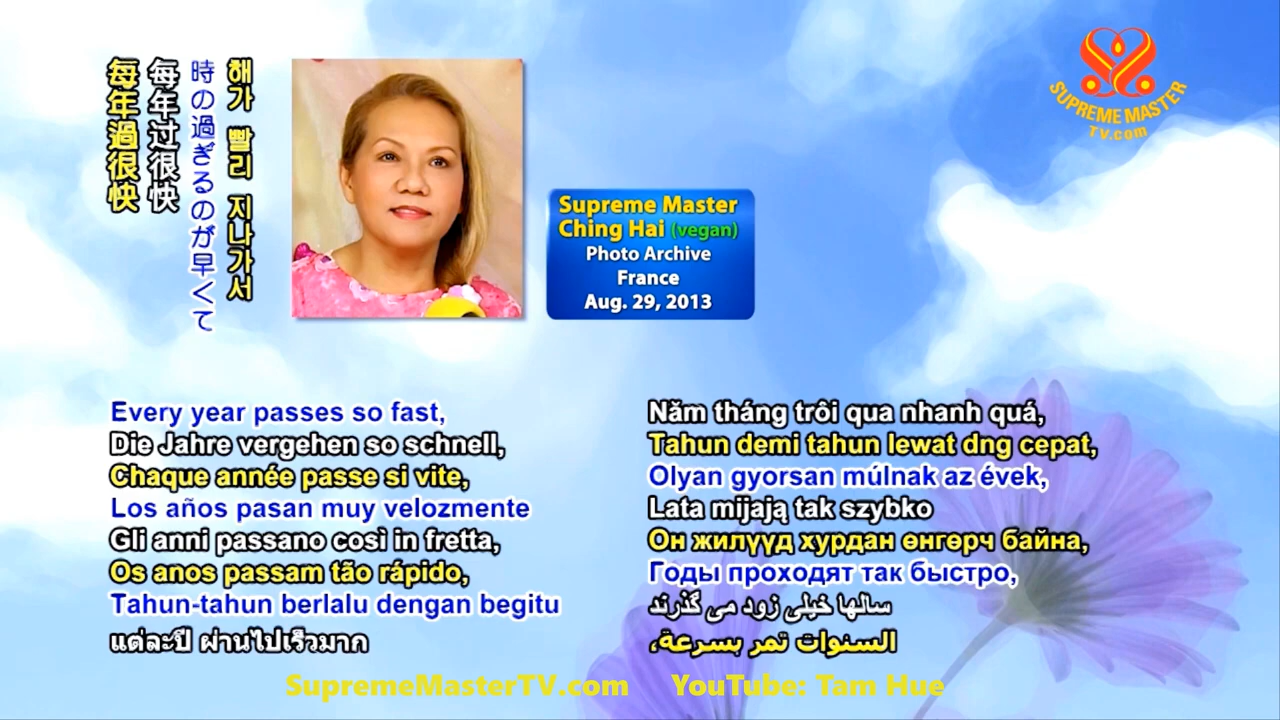 每年過很快
每年过很快
時の過ぎるのが早くて
해가 빨리 지나가서
SUPREME MASTER
TV.com
Supreme Master
Ching Hai (vegan)
Photo Archive
France
Aug. 29, 2013
Every year passes so fast,
Die Jahre vergehen so schnell,
Chaque année passe si vite,
Los años pasan muy velozmente
Gli anni passano così in fretta,
Os anos passam tão rápido,
Tahun-tahun berlalu dengan begitu
แต่ละปี ผ่านไปเร็วมาก
Năm tháng trôi qua nhanh quá,
Tahun demi tahun lewat dng cepat,
Olyan gyorsan múlnak az évek,
Lata mijają tak szybko
Он жилүүд хурдан өнгөрч байна,
Годы проходят так быстро,
سالها خیلی زود می گذرند
السنوات تمر بسرعة،
SupremeMasterTV.com YouTube: Tam Hue